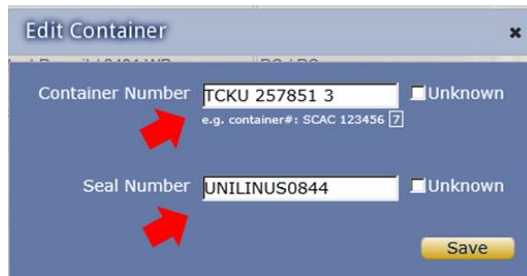 Edit Container
x
Container Number TCKU 257851 3 Unknown
e.g. container#: SCAC 123456 7
Seal Number UNILINUS0844 Unknown
Save